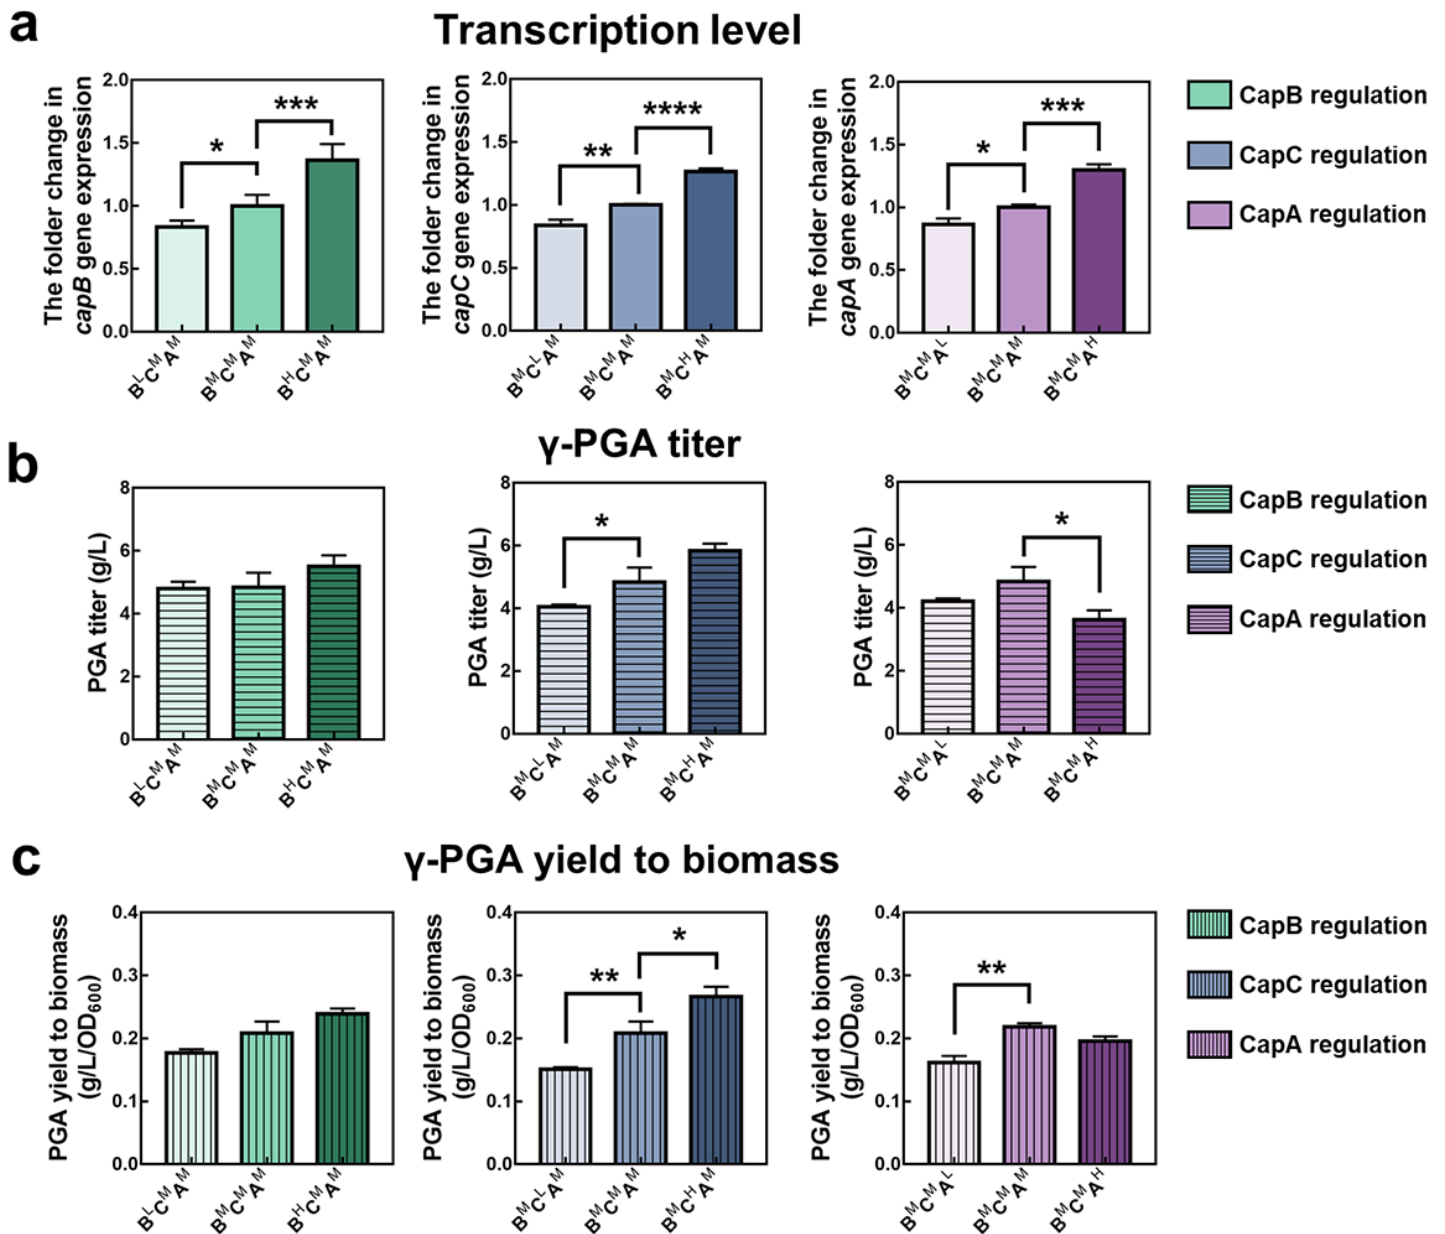 a
Transcription level
The folder change in
capB gene expression
2.0
1.5
1.0
0.5
0.0
*
***
BᴸCᴹAᴹ
BᴹCᴹAᴹ
BᴴCᴹAᴹ
The folder change in
capC gene expression
2.0
1.5
1.0
0.5
0.0
**
****
BᴹCᴸAᴹ
BᴹCᴹAᴹ
BᴹCᴴAᴹ
The folder change in
capA gene expression
2.0
1.5
1.0
0.5
0.0
*
***
BᴹCᴹAᴸ
BᴹCᴹAᴹ
BᴹCᴹAᴴ
CapB regulation
CapC regulation
CapA regulation
b
γ-PGA titer
PGA titer (g/L)
8
6
4
2
0
BᴸCᴹAᴹ
BᴹCᴹAᴹ
BᴴCᴹAᴹ
PGA titer (g/L)
8
6
4
2
0
*
BᴹCᴸAᴹ
BᴹCᴹAᴹ
BᴹCᴴAᴹ
PGA titer (g/L)
8
6
4
2
0
*
BᴹCᴹAᴸ
BᴹCᴹAᴹ
BᴹCᴹAᴴ
CapB regulation
CapC regulation
CapA regulation
c
γ-PGA yield to biomass
PGA yield to biomass
(g/L/OD₆₀₀)
0.4
0.3
0.2
0.1
0.0
BᴸCᴹAᴹ
BᴹCᴹAᴹ
BᴴCᴹAᴹ
PGA yield to biomass
(g/L/OD₆₀₀)
0.4
0.3
0.2
0.1
0.0
**
*
BᴹCᴸAᴹ
BᴹCᴹAᴹ
BᴹCᴴAᴹ
PGA yield to biomass
(g/L/OD₆₀₀)
0.4
0.3
0.2
0.1
0.0
**
BᴹCᴹAᴸ
BᴹCᴹAᴹ
BᴹCᴹAᴴ
CapB regulation
CapC regulation
CapA regulation